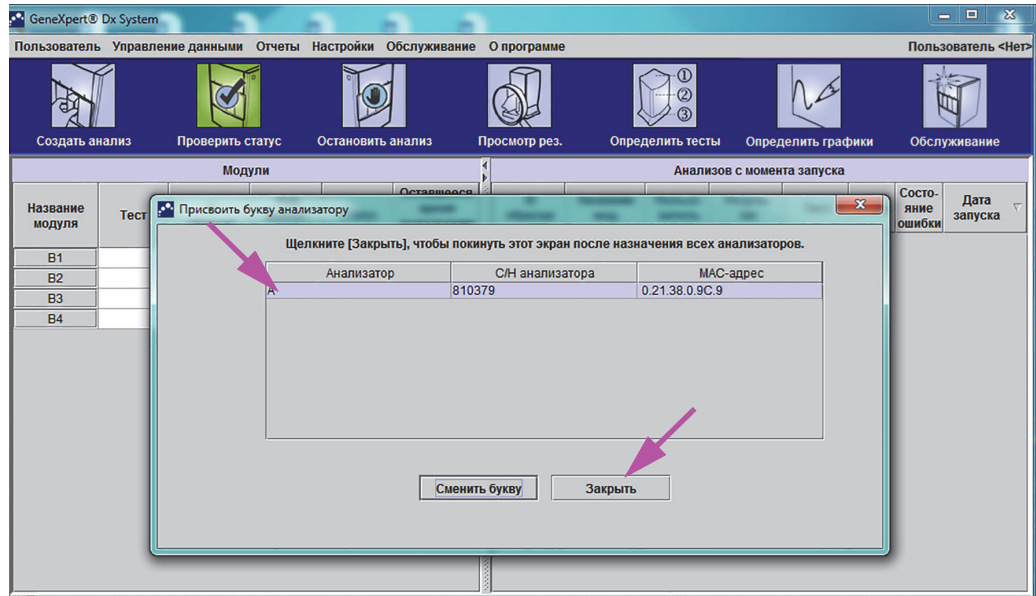 GeneXpert® Dx System
Пользователь Управление данными Отчеты Настройки Обслуживание О программе Пользователь <Нет>
Создать анализ Проверить статус Остановить анализ Просмотр рез. Определить тесты Определить графики Обслуживание
Модули Анализов с момента запуска
Название модуля Тест Оставшееся Состо-яние ошибки Дата запуска
Присвоить букву анализатору
Щелкните [Закрыть], чтобы покинуть этот экран после назначения всех анализаторов.
Анализатор С/Н анализатора MAC-адрес
A 810379 0.21.38.0.9C.9
B1
B2
B3
B4
Сменить букву Закрыть